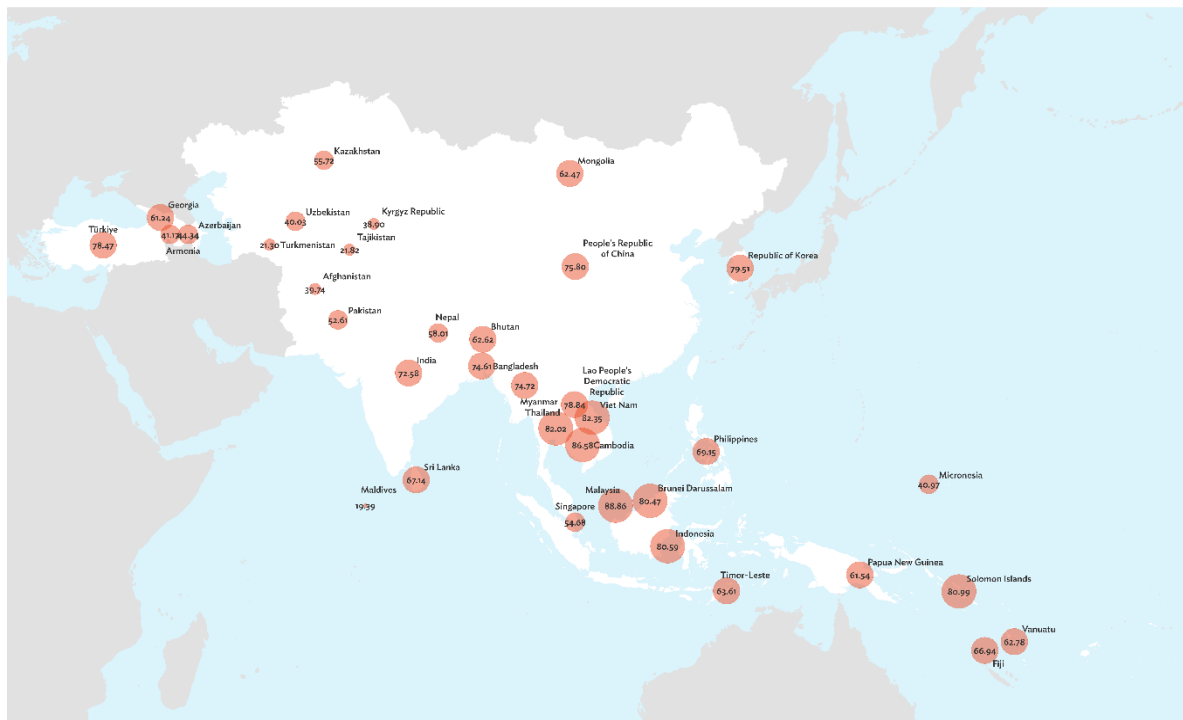 Kazakhstan
55.72
Mongolia
62.47
Georgia
61.24
Uzbekistan
40.03
Kyrgyz Republic
38.90
Azerbaijan
44.34
Türkiye
78.47
41.17
Armenia
Turkmenistan
21.30
Tajikistan
21.82
People's Republic
of China
75.80
Republic of Korea
79.51
Afghanistan
39.74
Pakistan
52.61
Nepal
58.01
Bhutan
62.62
India
72.58
Bangladesh
74.61
74.72
Myanmar
Lao People's
Democratic
Republic
78.84
Viet Nam
82.35
Thailand
82.02
Cambodia
86.58
Philippines
69.15
Sri Lanka
67.14
Maldives
19.39
Micronesia
40.97
Malaysia
88.86
Brunei Darussalam
80.47
Singapore
54.68
Indonesia
80.59
Papua New Guinea
61.54
Timor-Leste
63.61
Solomon Islands
80.99
Vanuatu
62.78
66.94
Fiji